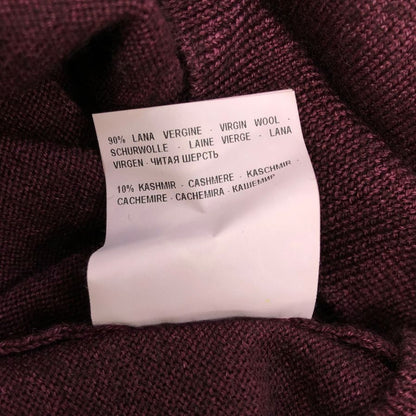 90% LANA VERGINE - VIRGIN WOOL -
SCHURWOLLE - LAINE VIERGE - LANA
VIRGEN - ЧИТАЯ ШЕРСТЬ
10% KASHMIR - CASHMERE - KASCHMIR -
CACHEMIRE - CACHEMIRA - КАШЕМИР